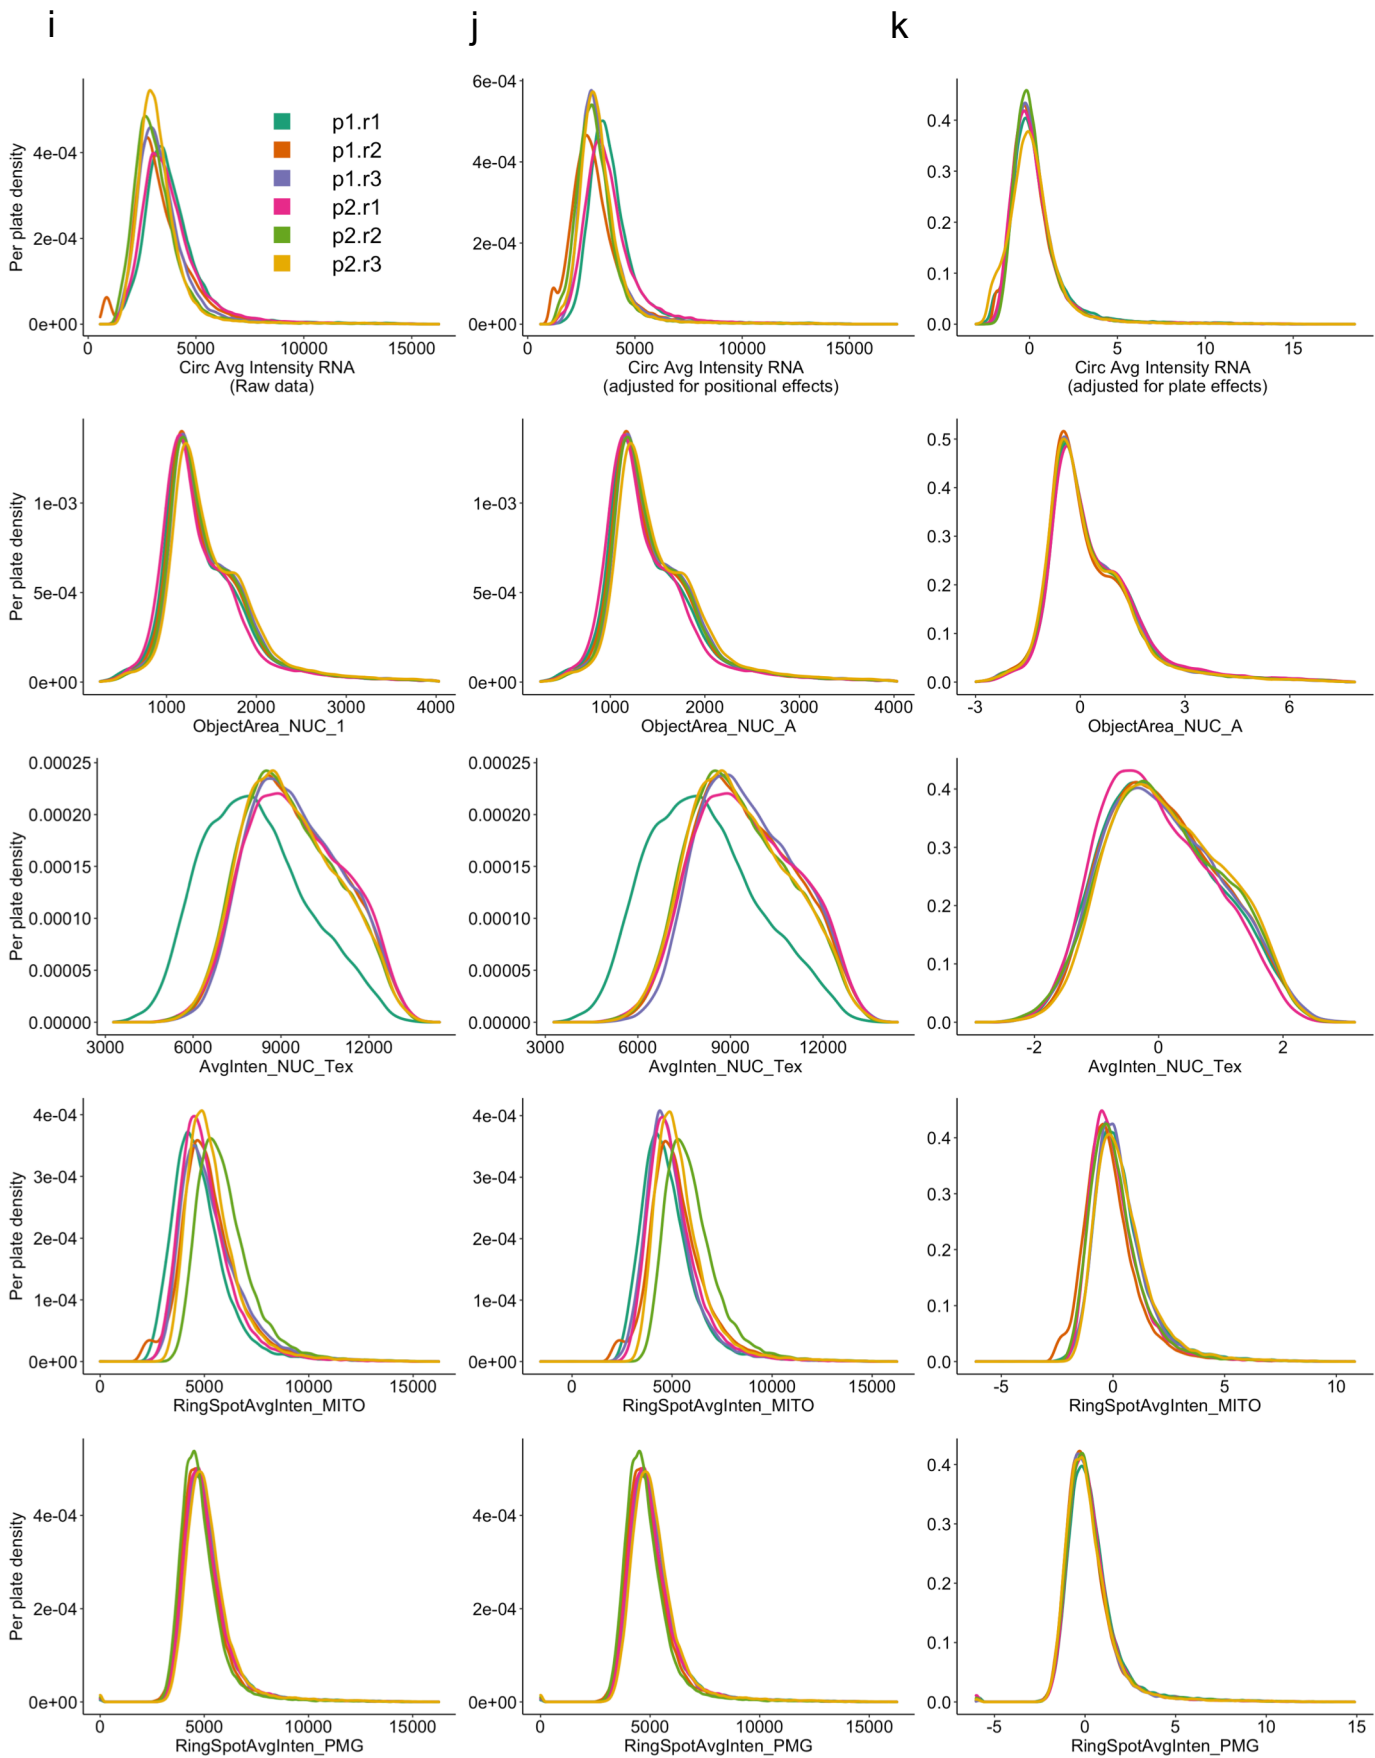 i j k
Per plate density
4e-04
2e-04
0e+00
0 5000 10000 15000
Circ Avg Intensity RNA
(Raw data)
p1.r1
p1.r2
p1.r3
p2.r1
p2.r2
p2.r3
6e-04
4e-04
2e-04
0e+00
0 5000 10000 15000
Circ Avg Intensity RNA
(adjusted for positional effects)
0.4
0.3
0.2
0.1
0.0
0 5 10 15
Circ Avg Intensity RNA
(adjusted for plate effects)
Per plate density
1e-03
5e-04
0e+00
1000 2000 3000 4000
ObjectArea_NUC_1
1e-03
5e-04
0e+00
1000 2000 3000 4000
ObjectArea_NUC_A
0.5
0.4
0.3
0.2
0.1
0.0
-3 0 3 6
ObjectArea_NUC_A
Per plate density
0.00025
0.00020
0.00015
0.00010
0.00005
0.00000
3000 6000 9000 12000
AvgInten_NUC_Tex
0.00025
0.00020
0.00015
0.00010
0.00005
0.00000
3000 6000 9000 12000
AvgInten_NUC_Tex
0.4
0.3
0.2
0.1
0.0
-2 0 2
AvgInten_NUC_Tex
Per plate density
4e-04
3e-04
2e-04
1e-04
0e+00
0 5000 10000 15000
RingSpotAvgInten_MITO
4e-04
3e-04
2e-04
1e-04
0e+00
0 5000 10000 15000
RingSpotAvgInten_MITO
0.4
0.3
0.2
0.1
0.0
-5 0 5 10
RingSpotAvgInten_MITO
Per plate density
4e-04
2e-04
0e+00
0 5000 10000 15000
RingSpotAvgInten_PMG
4e-04
2e-04
0e+00
0 5000 10000 15000
RingSpotAvgInten_PMG
0.4
0.3
0.2
0.1
0.0
-5 0 5 10 15
RingSpotAvgInten_PMG